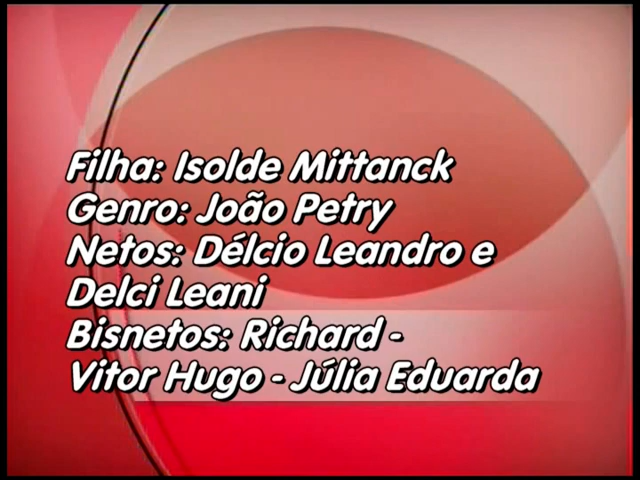 Filha: Isolde Mittanck
Genro: João Petry
Netos: Délcio Leandro e
Delci Leani
Bisnetos: Richard -
Vitor Hugo - Júlia Eduarda